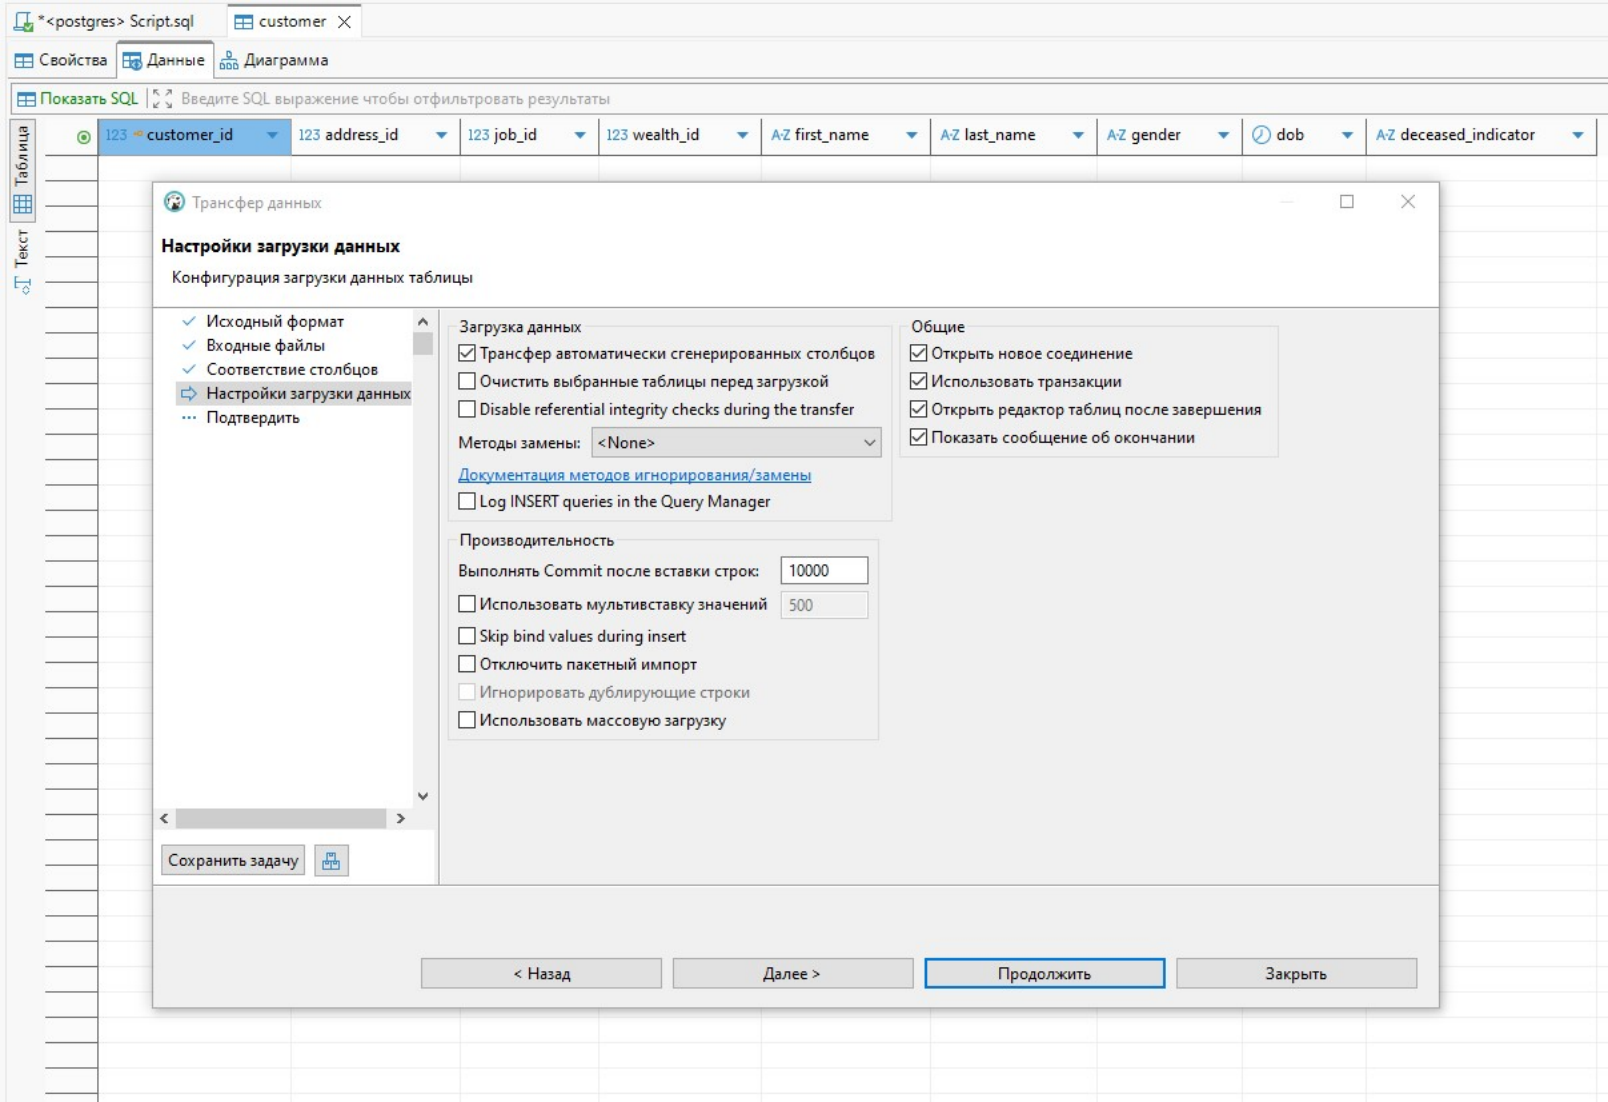 *<postgres> Script.sql
customer
Свойства
Данные
Диаграмма
Показать SQL
Введите SQL выражение чтобы отфильтровать результаты
Таблица
Текст
123 customer_id
123 address_id
123 job_id
123 wealth_id
A-Z first_name
A-Z last_name
A-Z gender
dob
A-Z deceased_indicator
Трансфер данных
Настройки загрузки данных
Конфигурация загрузки данных таблицы
Исходный формат
Входные файлы
Соответствие столбцов
Настройки загрузки данных
Подтвердить
Сохранить задачу
Загрузка данных
Трансфер автоматически сгенерированных столбцов
Очистить выбранные таблицы перед загрузкой
Disable referential integrity checks during the transfer
Методы замены: <None>
Документация методов игнорирования/замены
Log INSERT queries in the Query Manager
Общие
Открыть новое соединение
Использовать транзакции
Открыть редактор таблиц после завершения
Показать сообщение об окончании
Производительность
Выполнять Commit после вставки строк: 10000
Использовать мультивставку значений 500
Skip bind values during insert
Отключить пакетный импорт
Игнорировать дублирующие строки
Использовать массовую загрузку
< Назад
Далее >
Продолжить
Закрыть